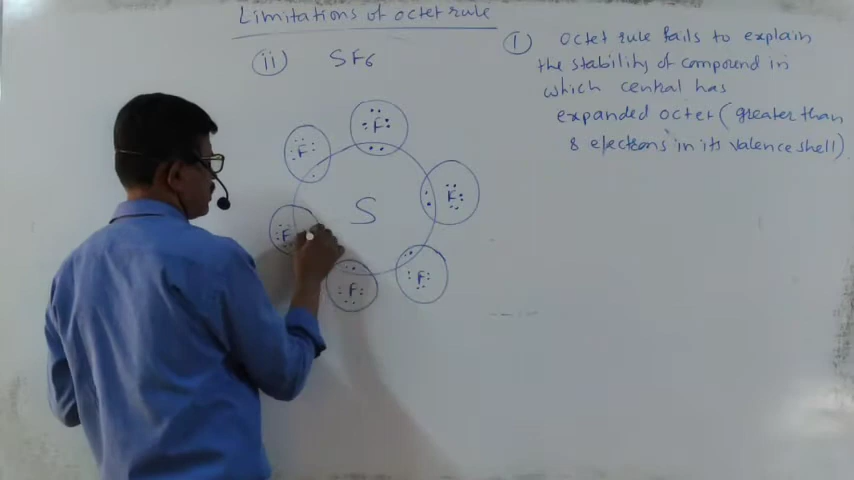 Limitations of octet rule
ii) SF6
F
F
F
S
F
F
F
1) Octet rule fails to explain
the stability of compound in
which central has
expanded octet (greater than
8 electrons in its valence shell)